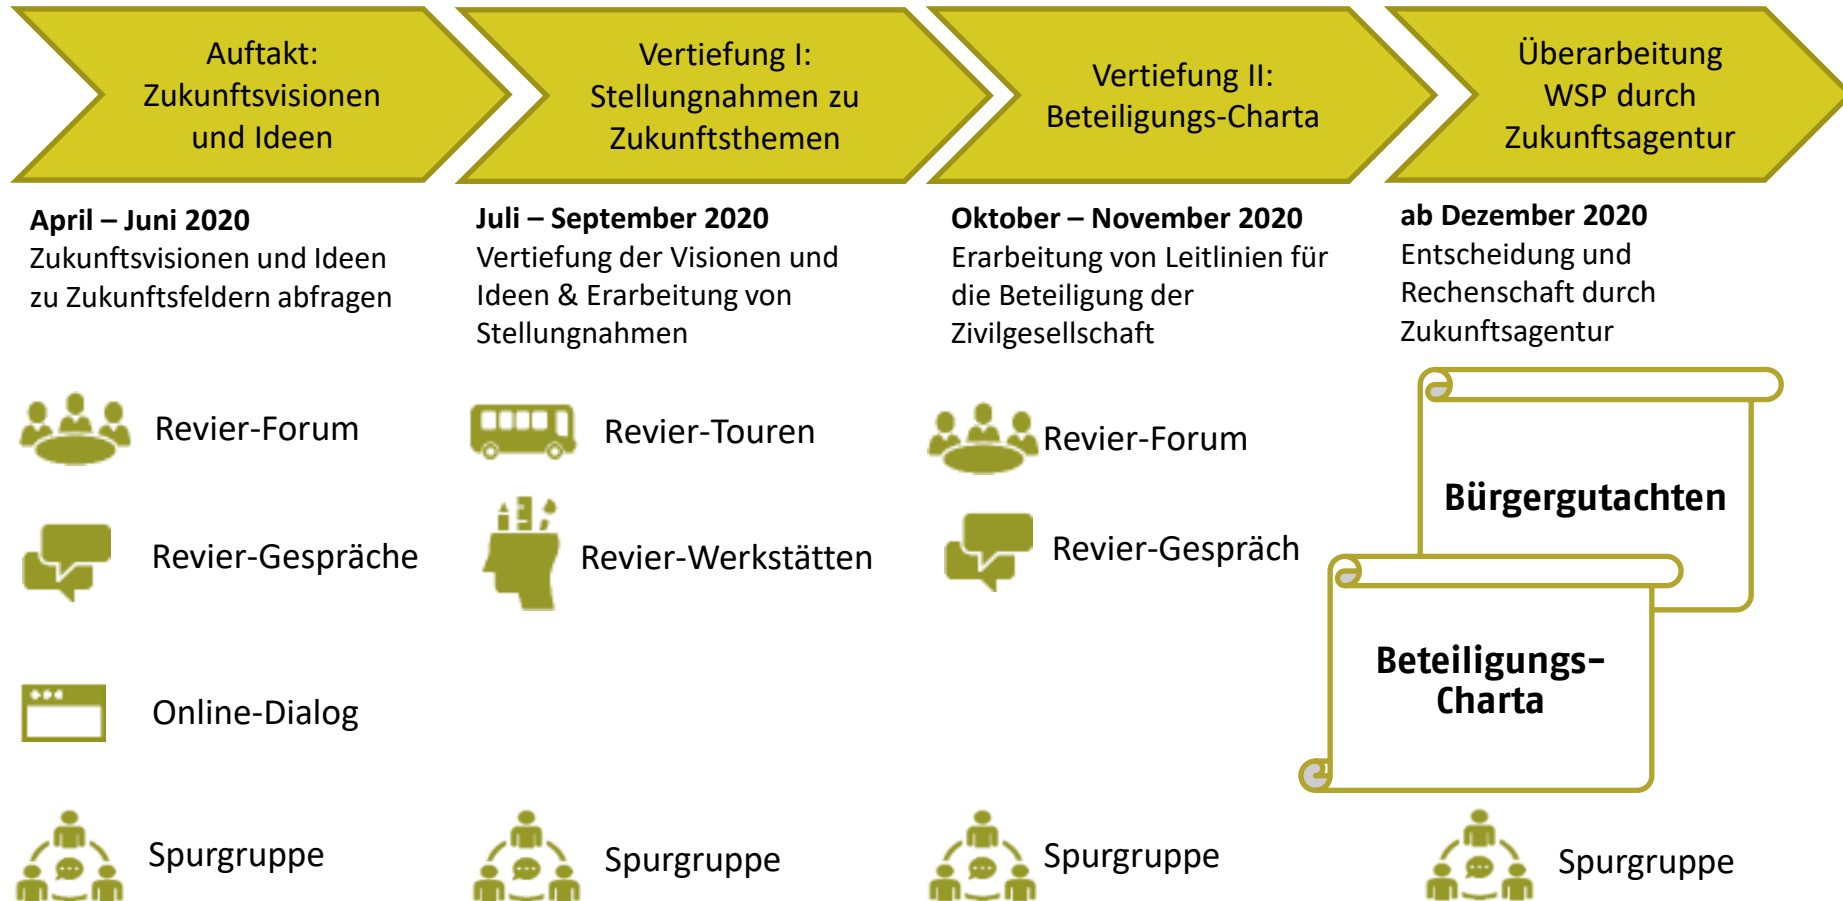 Auftakt:
Zukunftsvisionen
und Ideen
Vertiefung I:
Stellungnahmen zu
Zukunftsthemen
Vertiefung II:
Beteiligungs-Charta
Überarbeitung
WSP durch
Zukunftsagentur
April – Juni 2020
Zukunftsvisionen und Ideen
zu Zukunftsfeldern abfragen
Juli – September 2020
Vertiefung der Visionen und
Ideen & Erarbeitung von
Stellungnahmen
Oktober – November 2020
Erarbeitung von Leitlinien für
die Beteiligung der
Zivilgesellschaft
ab Dezember 2020
Entscheidung und
Rechenschaft durch
Zukunftsagentur
Revier-Forum
Revier-Gespräche
Online-Dialog
Spurgruppe
Revier-Touren
Revier-Werkstätten
Spurgruppe
Revier-Forum
Revier-Gespräch
Spurgruppe
Bürgergutachten
Beteiligungs-
Charta
Spurgruppe